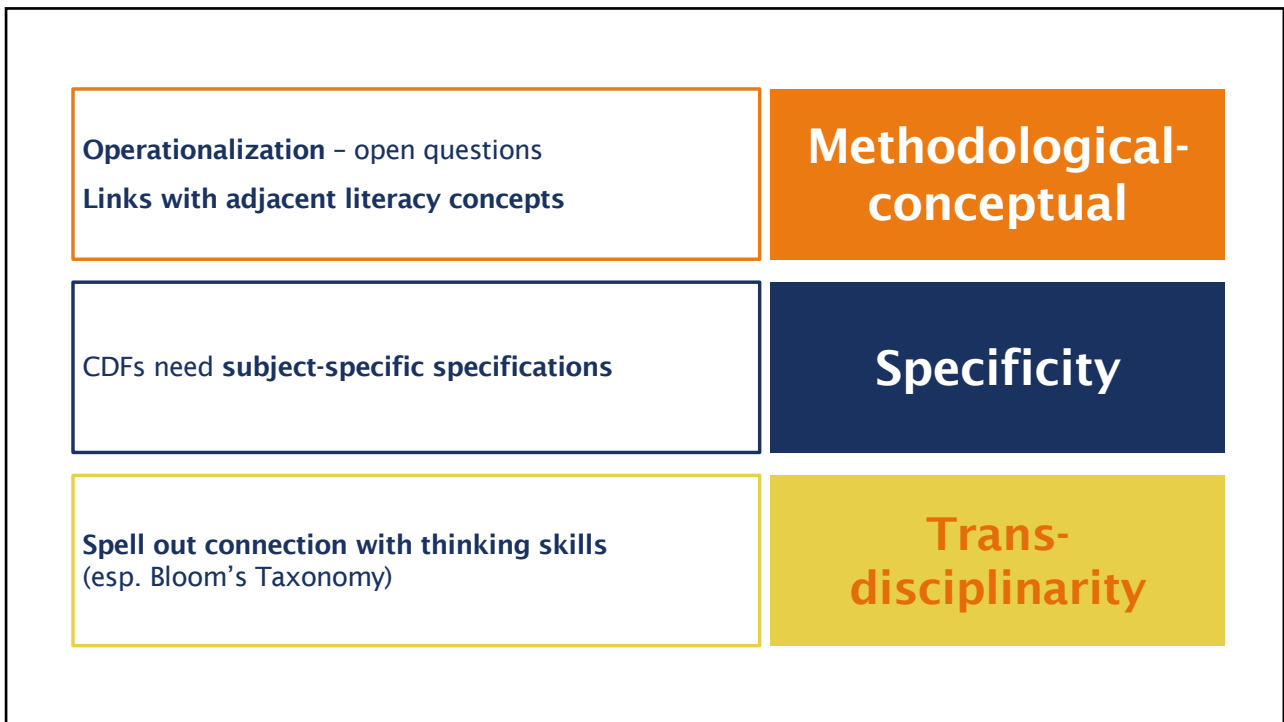 Operationalization – open questions
Links with adjacent literacy concepts
Methodological-
conceptual
CDFs need subject-specific specifications
Specificity
Spell out connection with thinking skills
(esp. Bloom’s Taxonomy)
Trans-
disciplinarity